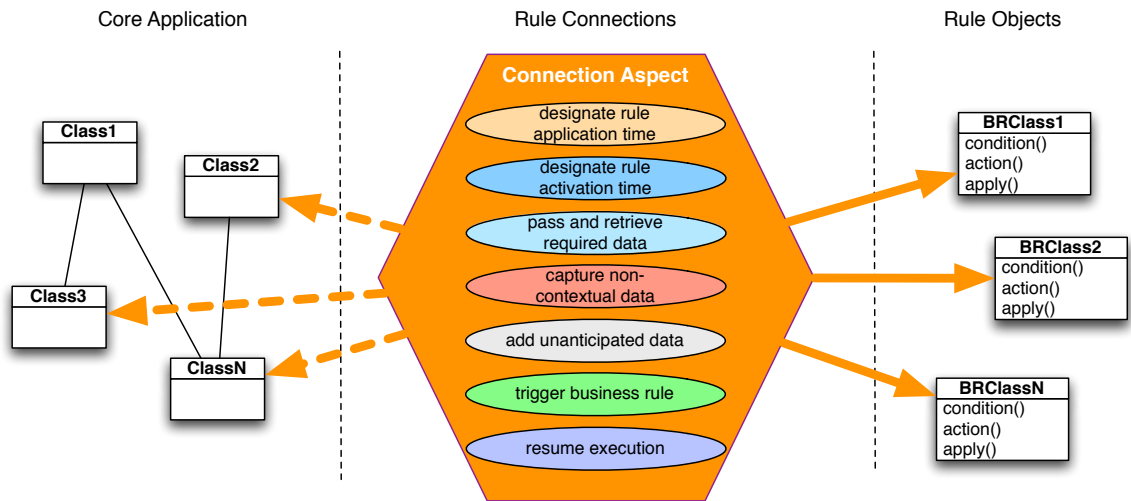 Core Application
Rule Connections
Rule Objects
Class1
Class2
Class3
ClassN
Connection Aspect
designate rule
application time
designate rule
activation time
pass and retrieve
required data
capture non-
contextual data
add unanticipated data
trigger business rule
resume execution
BRClass1
condition()
action()
apply()
BRClass2
condition()
action()
apply()
BRClassN
condition()
action()
apply()